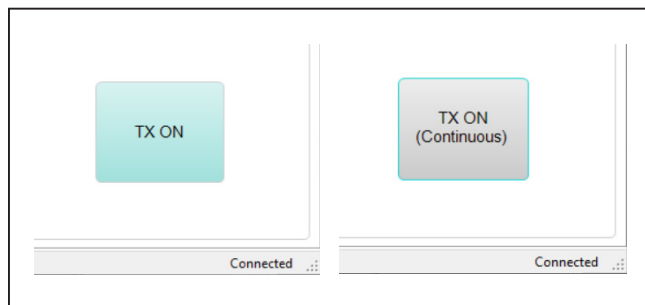 TX ON
Connected
TX ON
(Continuous)
Connected